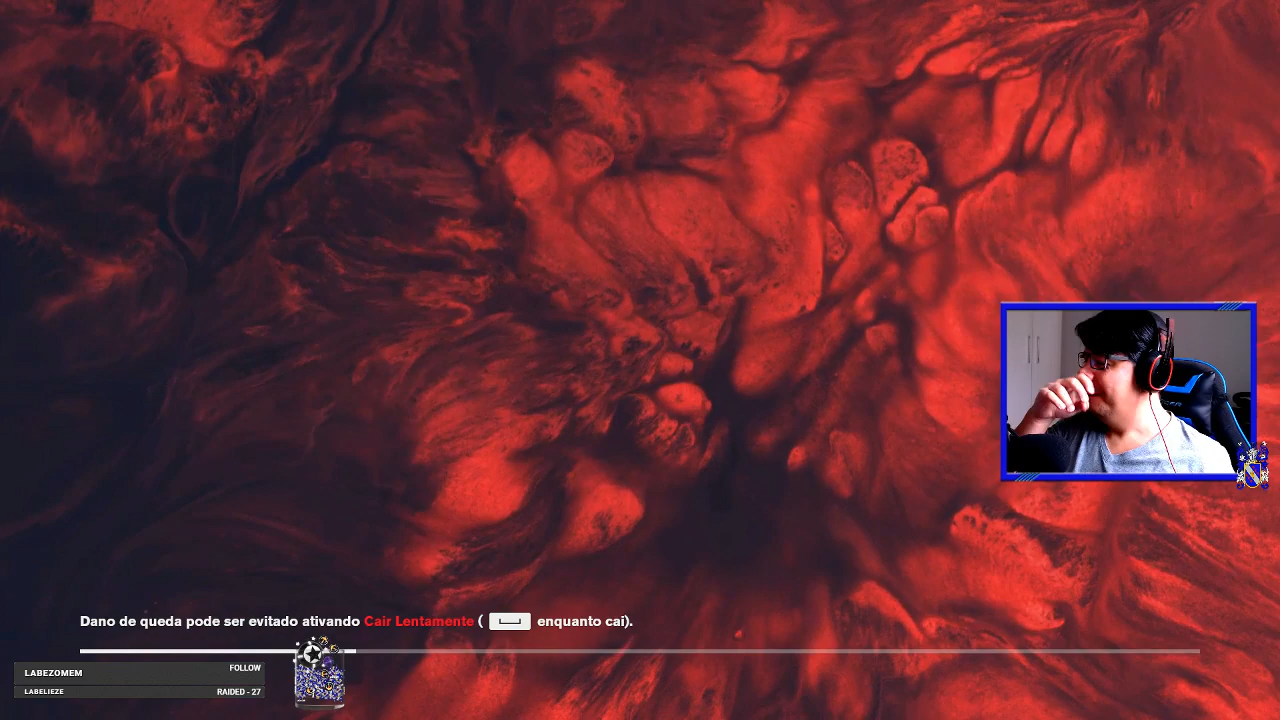 Dano de queda pode ser evitado ativando Cair Lentamente ( enquanto cai).
LABEZOMEM FOLLOW
LABELIEZE RAIDED - 27